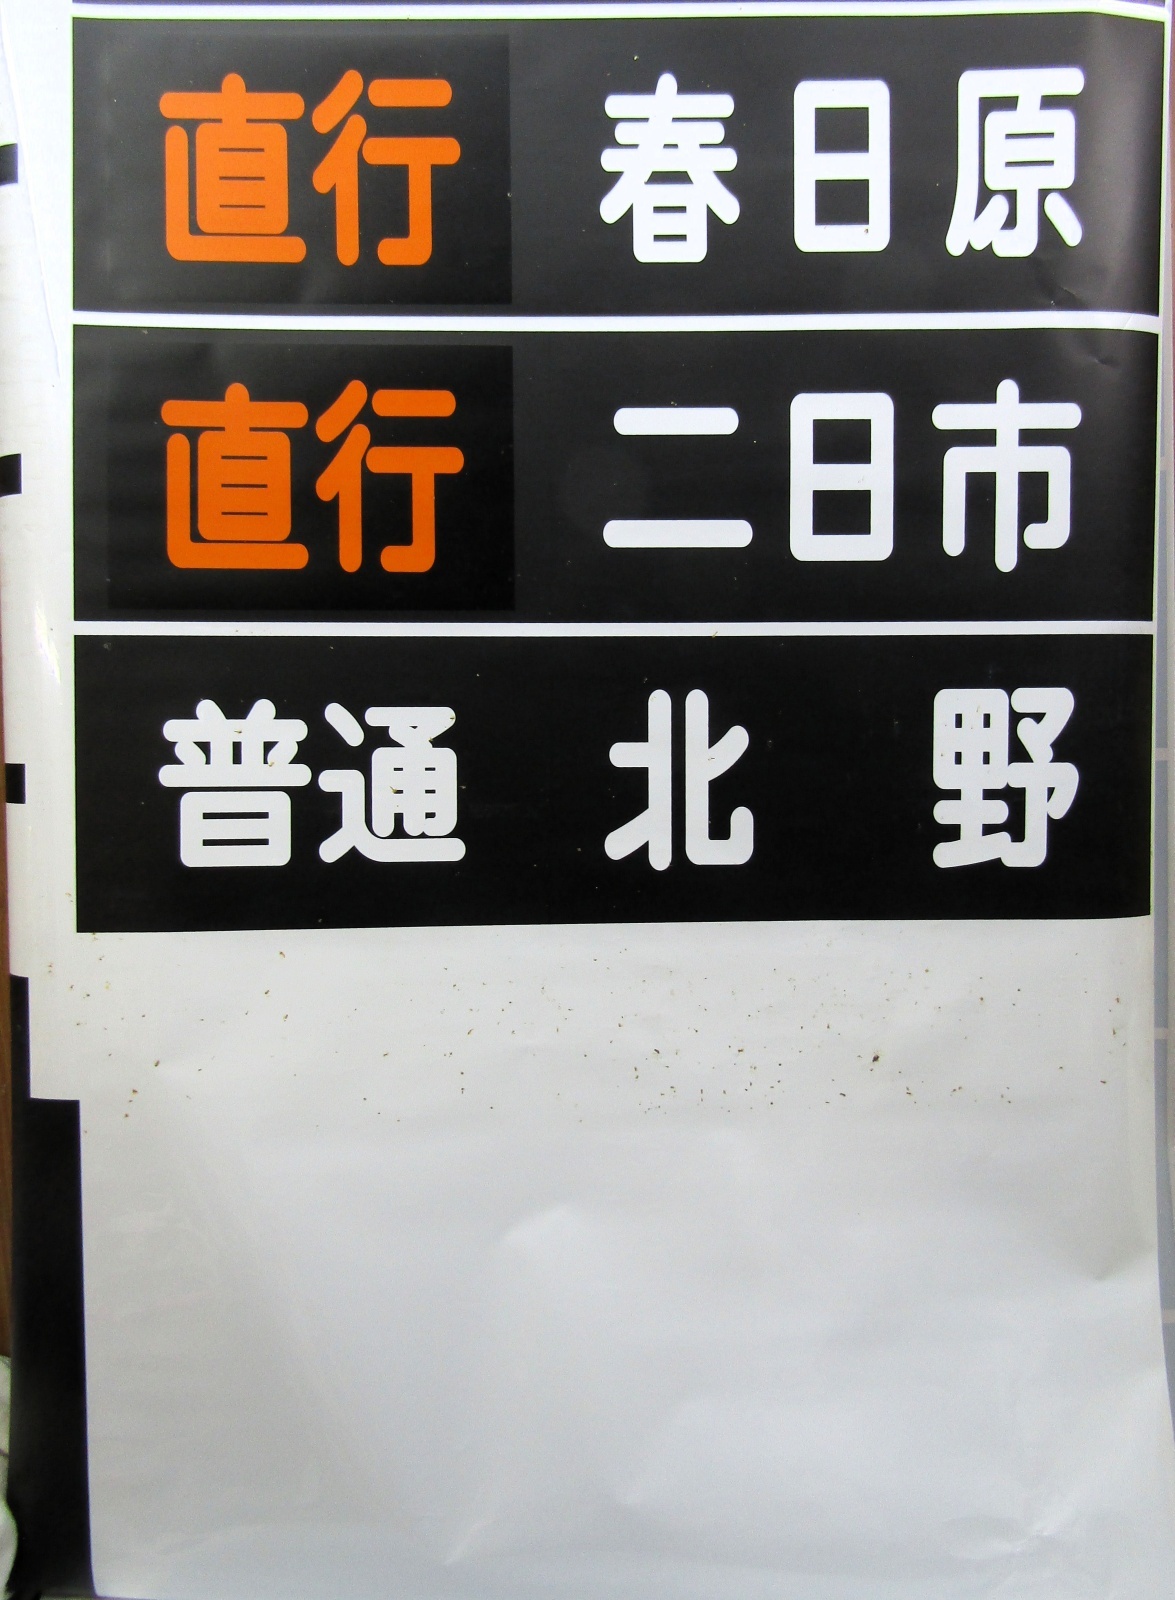 直行 春日原
直行 二日市
普通 北野